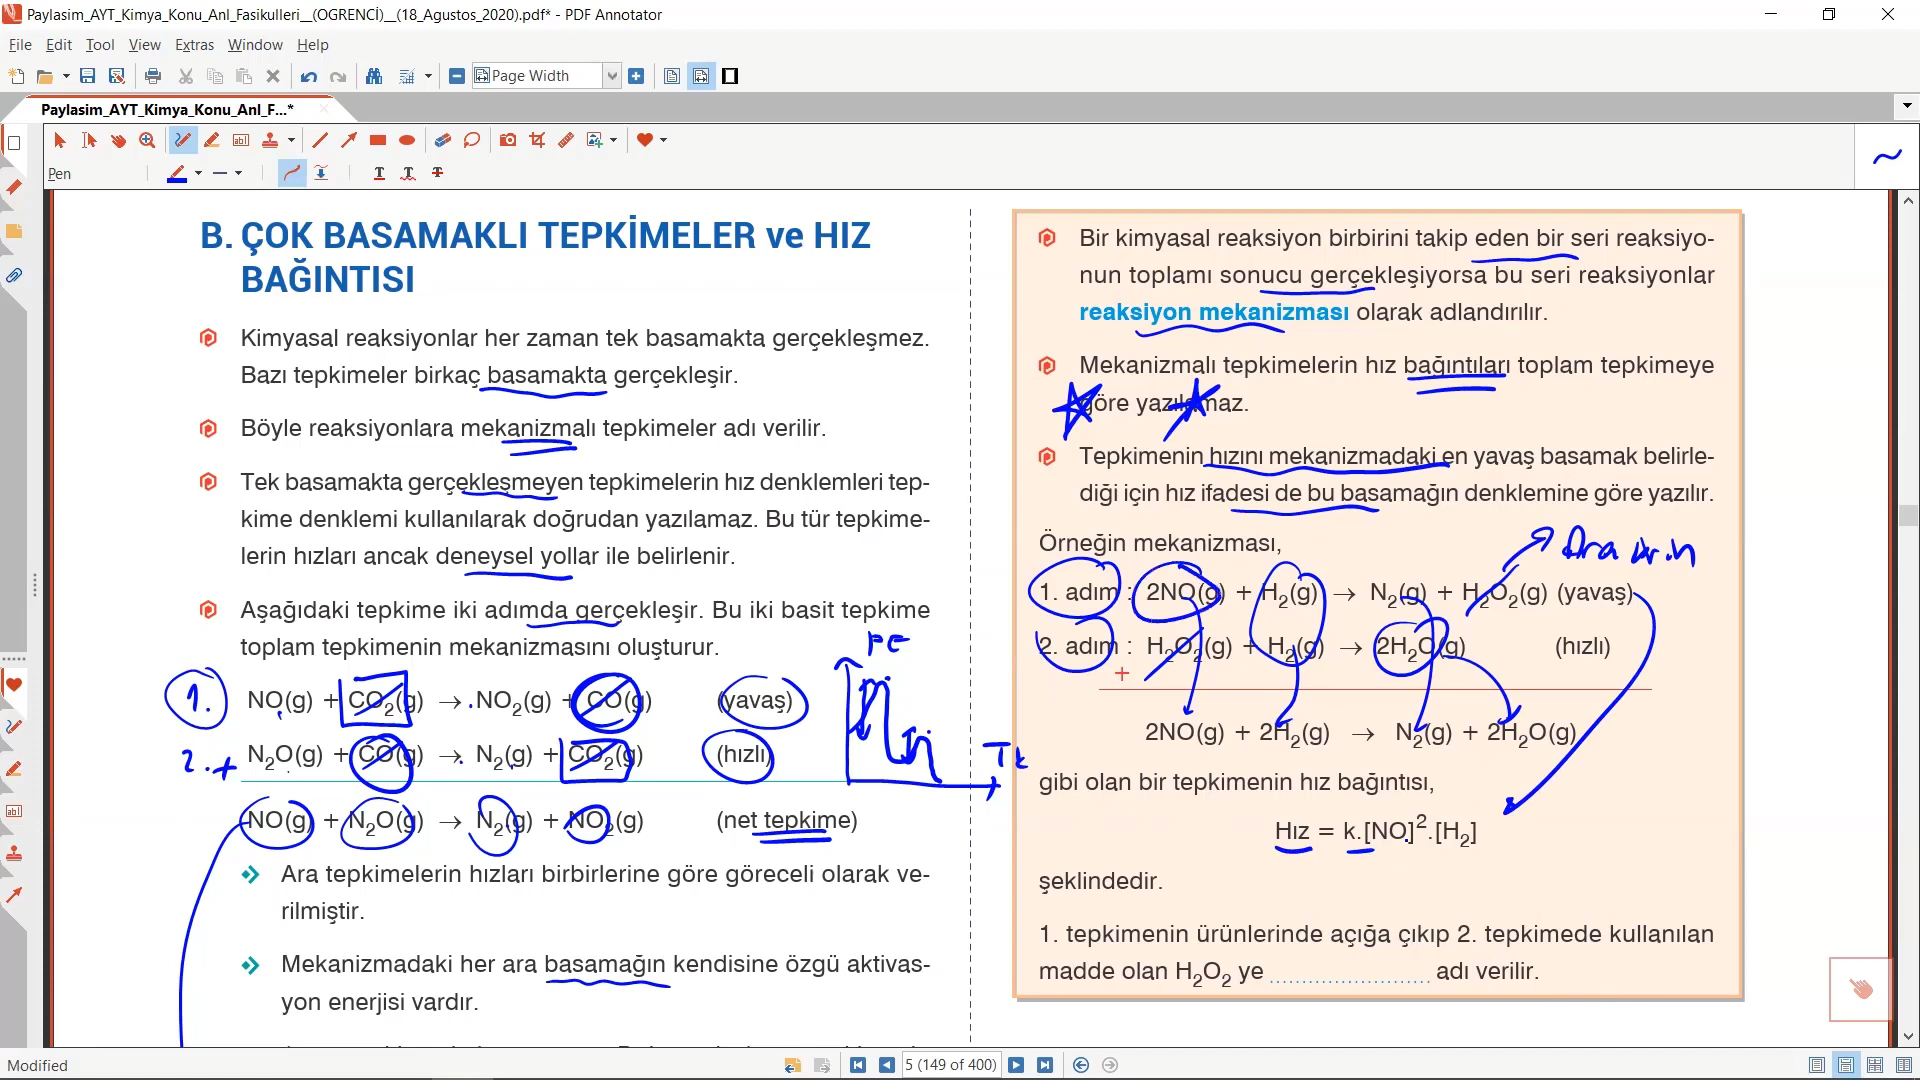 Paylasim_AYT_Kimya_Konu_Anl_Fasikulleri__(OGRENCİ)__(18_Agustos_2020).pdf* - PDF Annotator
File Edit Tool View Extras Window Help
Page Width
Paylasim_AYT_Kimya_Konu_Anl_F...*
Pen
B. ÇOK BASAMAKLI TEPKİMELER ve HIZ
BAĞINTISI
Kimyasal reaksiyonlar her zaman tek basamakta gerçekleşmez.
Bazı tepkimeler birkaç basamakta gerçekleşir.
Böyle reaksiyonlara mekanizmalı tepkimeler adı verilir.
Tek basamakta gerçekleşmeyen tepkimelerin hız denklemleri tep-
kime denklemi kullanılarak doğrudan yazılamaz. Bu tür tepkime-
lerin hızları ancak deneysel yollar ile belirlenir.
Aşağıdaki tepkime iki adımda gerçekleşir. Bu iki basit tepkime
toplam tepkimenin mekanizmasını oluşturur.
PE
1. NO(g) + CO₂(g) → NO₂(g) + CO(g) (yavaş)
2. + N₂O(g) + CO(g) → N₂(g) + CO₂(g) (hızlı)
NO(g) + N₂O(g) → N₂(g) + NO₂(g) (net tepkime)
Ara tepkimelerin hızları birbirlerine göre göreceli olarak ve-
rilmiştir.
Mekanizmadaki her ara basamağın kendisine özgü aktivas-
yon enerjisi vardır.
Bir kimyasal reaksiyon birbirini takip eden bir seri reaksiyo-
nun toplamı sonucu gerçekleşiyorsa bu seri reaksiyonlar
reaksiyon mekanizması olarak adlandırılır.
Mekanizmalı tepkimelerin hız bağıntıları toplam tepkimeye
göre yazılamaz.
Tepkimenin hızını mekanizmadaki en yavaş basamak belirle-
diği için hız ifadesi de bu basamağın denklemine göre yazılır.
Örneğin mekanizması,
Ara ürün
1. adım : 2NO(g) + H₂(g) → N₂(g) + H₂O₂(g) (yavaş)
2. adım : H₂O₂(g) + H₂(g) → 2H₂O(g) (hızlı)
+
2NO(g) + 2H₂(g) → N₂(g) + 2H₂O(g)
gibi olan bir tepkimenin hız bağıntısı,
Hız = k.[NO]².[H₂]
şeklindedir.
1. tepkimenin ürünlerinde açığa çıkıp 2. tepkimede kullanılan
madde olan H₂O₂ ye ........................ adı verilir.
Modified
5 (149 of 400)